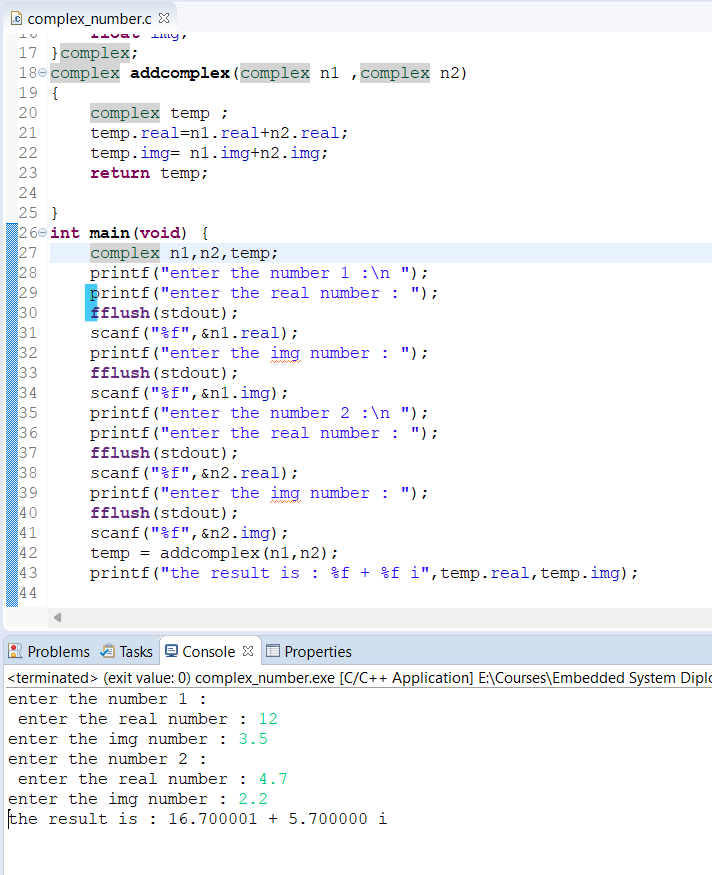 complex_number.c
16 float img;
17 }complex;
18 complex addcomplex(complex n1 ,complex n2)
19 {
20 complex temp ;
21 temp.real=n1.real+n2.real;
22 temp.img= n1.img+n2.img;
23 return temp;
24
25 }
26 int main(void) {
27 complex n1,n2,temp;
28 printf("enter the number 1 :\n ");
29 printf("enter the real number : ");
30 fflush(stdout);
31 scanf("%f",&n1.real);
32 printf("enter the img number : ");
33 fflush(stdout);
34 scanf("%f",&n1.img);
35 printf("enter the number 2 :\n ");
36 printf("enter the real number : ");
37 fflush(stdout);
38 scanf("%f",&n2.real);
39 printf("enter the img number : ");
40 fflush(stdout);
41 scanf("%f",&n2.img);
42 temp = addcomplex(n1,n2);
43 printf("the result is : %f + %f i",temp.real,temp.img);
44
Problems Tasks Console Properties
<terminated> (exit value: 0) complex_number.exe [C/C++ Application] E:\Courses\Embedded System Diplo
enter the number 1 :
enter the real number : 12
enter the img number : 3.5
enter the number 2 :
enter the real number : 4.7
enter the img number : 2.2
the result is : 16.700001 + 5.700000 i